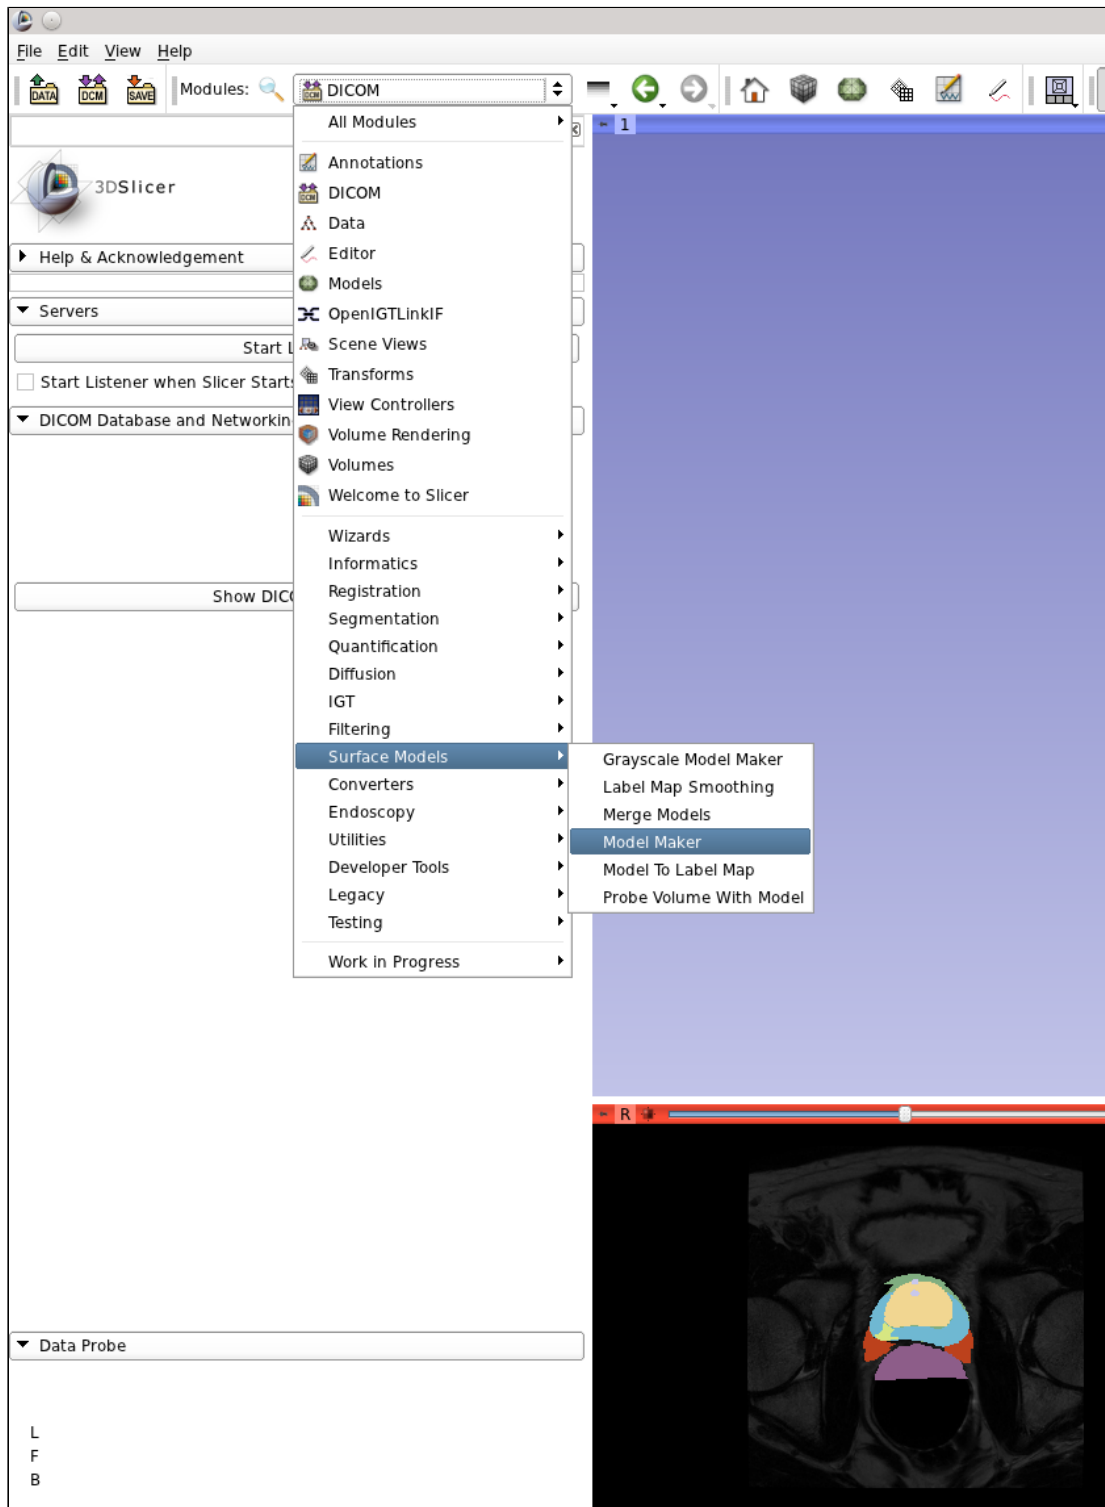 File Edit View Help
DATA DCM SAVE Modules: DICOM
All Modules
1
Annotations
3DSlicer
DICOM
Data
Editor
Help & Acknowledgement
Models
Servers
OpenIGTLinkIF
Start L
Scene Views
Start Listener when Slicer Starts
Transforms
View Controllers
DICOM Database and Networkin
Volume Rendering
Volumes
Welcome to Slicer
Wizards
Informatics
Show DIC
Registration
Segmentation
Quantification
Diffusion
IGT
Filtering
Surface Models
Grayscale Model Maker
Converters
Label Map Smoothing
Endoscopy
Merge Models
Utilities
Model Maker
Developer Tools
Model To Label Map
Legacy
Probe Volume With Model
Testing
Work in Progress
R
Data Probe
L
F
B